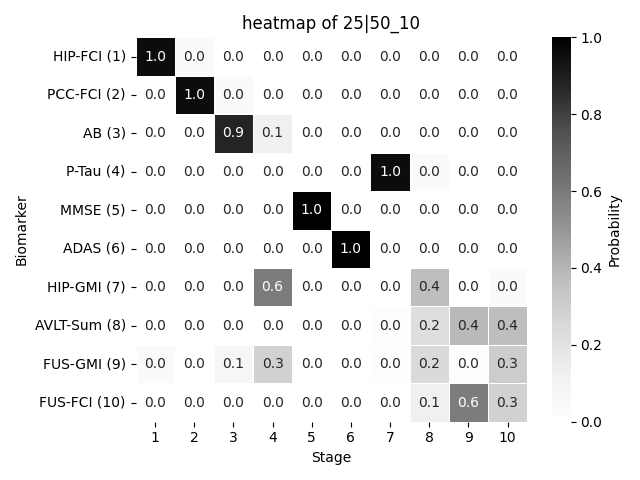 heatmap of 25|50_10
HIP-FCI (1) 1.0 0.0 0.0 0.0 0.0 0.0 0.0 0.0 0.0 0.0
PCC-FCI (2) 0.0 1.0 0.0 0.0 0.0 0.0 0.0 0.0 0.0 0.0
AB (3) 0.0 0.0 0.9 0.1 0.0 0.0 0.0 0.0 0.0 0.0
P-Tau (4) 0.0 0.0 0.0 0.0 0.0 0.0 1.0 0.0 0.0 0.0
MMSE (5) 0.0 0.0 0.0 0.0 1.0 0.0 0.0 0.0 0.0 0.0
ADAS (6) 0.0 0.0 0.0 0.0 0.0 1.0 0.0 0.0 0.0 0.0
HIP-GMI (7) 0.0 0.0 0.0 0.6 0.0 0.0 0.0 0.4 0.0 0.0
AVLT-Sum (8) 0.0 0.0 0.0 0.0 0.0 0.0 0.0 0.2 0.4 0.4
FUS-GMI (9) 0.0 0.0 0.1 0.3 0.0 0.0 0.0 0.2 0.0 0.3
FUS-FCI (10) 0.0 0.0 0.0 0.0 0.0 0.0 0.0 0.1 0.6 0.3
1 2 3 4 5 6 7 8 9 10
Stage
Biomarker
1.0
0.8
0.6
0.4
0.2
0.0
Probability